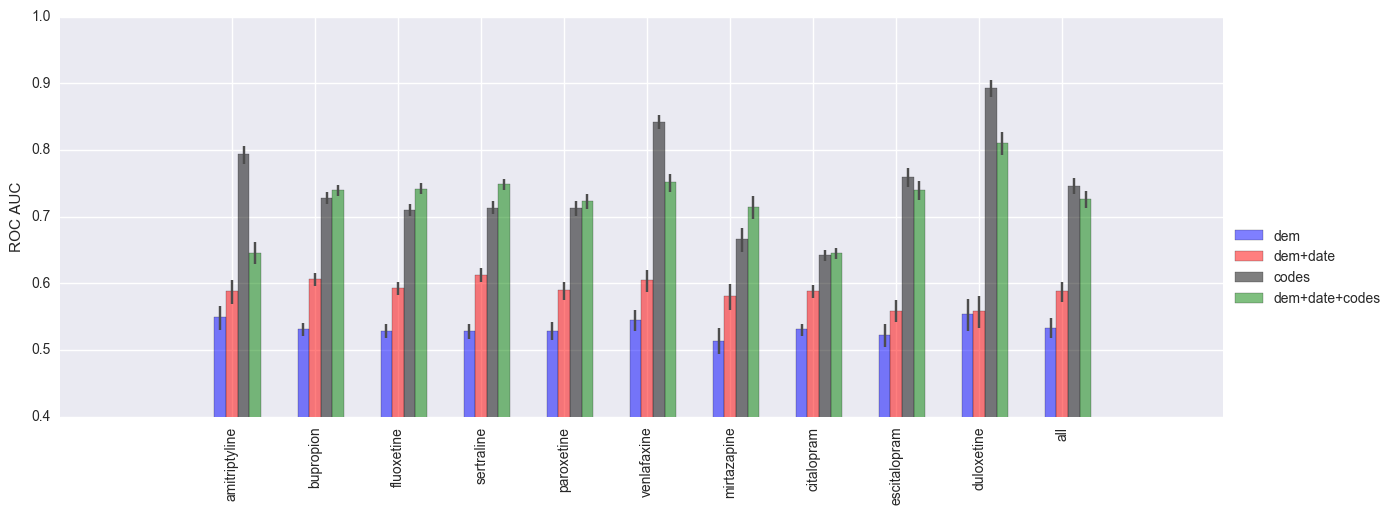 1.0
0.9
0.8
0.7
0.6
0.5
0.4
ROC AUC
amitriptyline
bupropion
fluoxetine
sertraline
paroxetine
venlafaxine
mirtazapine
citalopram
escitalopram
duloxetine
all
dem
dem+date
codes
dem+date+codes